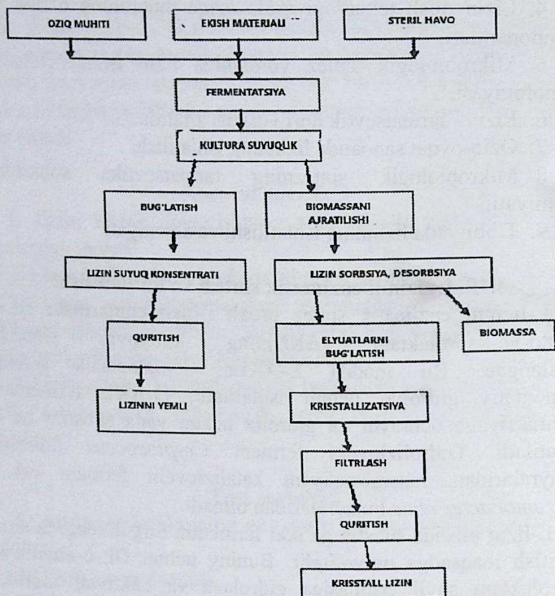 OZIQ MUHITI
EKISH MATERIALI
STERIL HAVO
FERMENTATSIYA
KULTURA SUYUQLIK
BUG'LATISH
BIOMASSANI
AJRATILISHI
LIZIN SUYUQ KONSENTRATI
LIZIN SORBSIYA, DESORBSIYA
QURITISH
ELYUATLARNI
BUG'LATISH
BIOMASSA
LIZINNI YEMLI
KRISSTALLIZATSIYA
FILTRLASH
QURITISH
KRISSTALL LIZIN